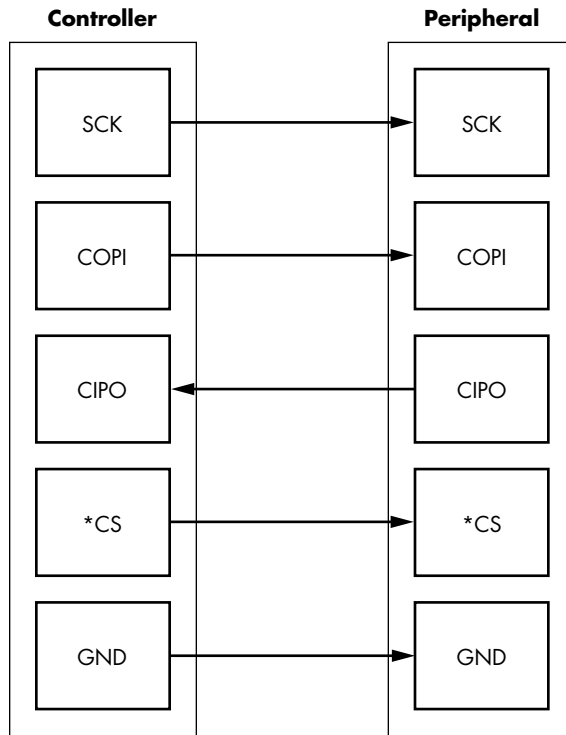 Controller Peripheral
SCK SCK
COPI COPI
CIPO CIPO
*CS *CS
GND GND